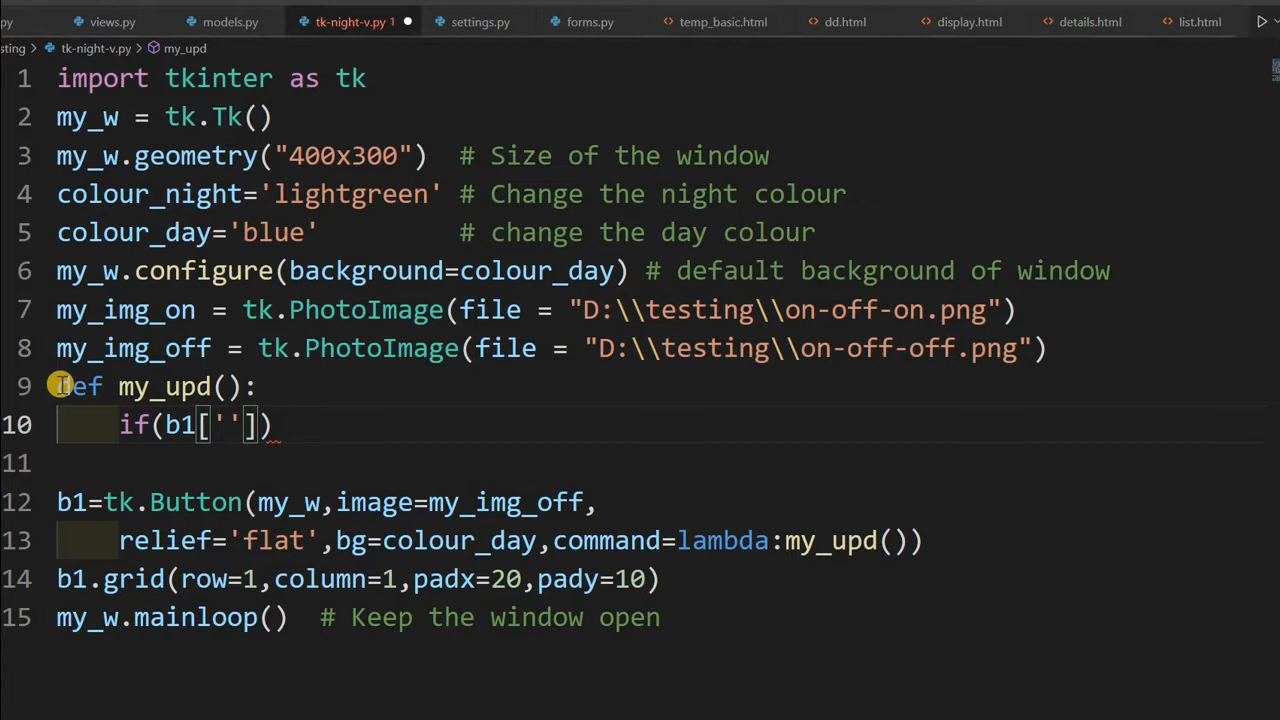 py views.py models.py tk-night-v.py 1 settings.py forms.py temp_basic.html dd.html display.html details.html list.html
sting > tk-night-v.py > my_upd
1 import tkinter as tk
2 my_w = tk.Tk()
3 my_w.geometry("400x300")  # Size of the window
4 colour_night='lightgreen' # Change the night colour
5 colour_day='blue'         # change the day colour
6 my_w.configure(background=colour_day) # default background of window
7 my_img_on = tk.PhotoImage(file = "D:\\testing\\on-off-on.png")
8 my_img_off = tk.PhotoImage(file = "D:\\testing\\on-off-off.png")
9 def my_upd():
10     if(b1[''])
11
12 b1=tk.Button(my_w,image=my_img_off,
13     relief='flat',bg=colour_day,command=lambda:my_upd())
14 b1.grid(row=1,column=1,padx=20,pady=10)
15 my_w.mainloop()  # Keep the window open